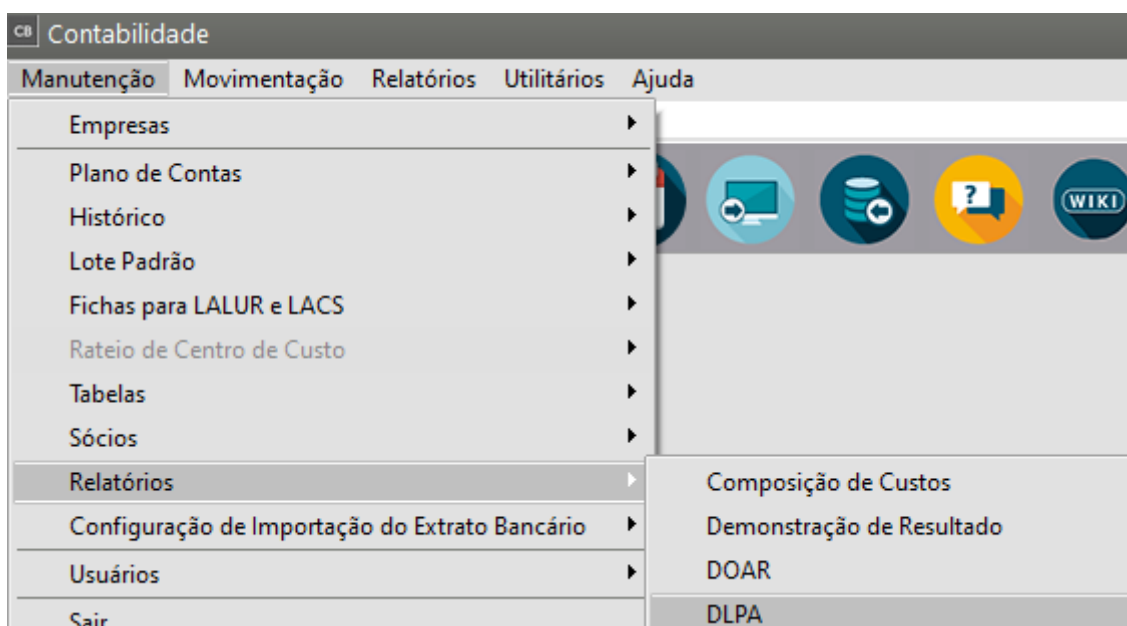 CB Contabilidade
Manutenção Movimentação Relatórios Utilitários Ajuda
Empresas
Plano de Contas
Histórico
Lote Padrão
Fichas para LALUR e LACS
Rateio de Centro de Custo
Tabelas
Sócios
Relatórios
Configuração de Importação do Extrato Bancário
Usuários
Sair
? WIKI
Composição de Custos
Demonstração de Resultado
DOAR
DLPA